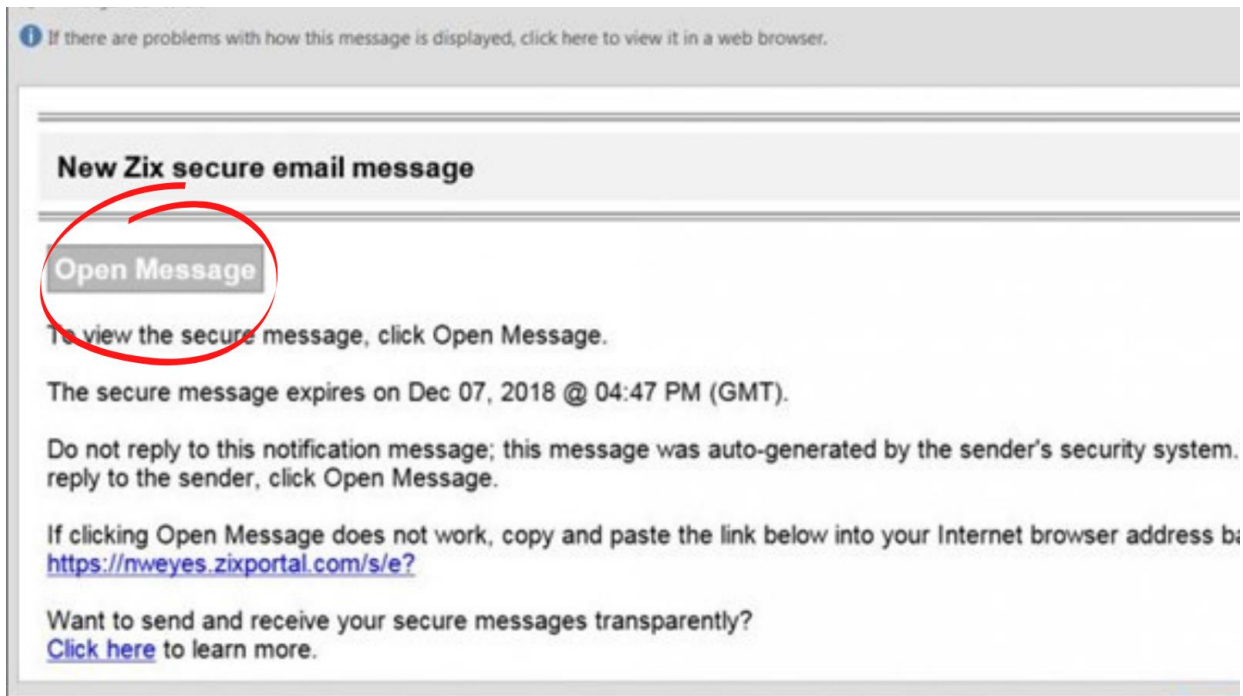 If there are problems with how this message is displayed, click here to view it in a web browser.
New Zix secure email message
Open Message
To view the secure message, click Open Message.
The secure message expires on Dec 07, 2018 @ 04:47 PM (GMT).
Do not reply to this notification message; this message was auto-generated by the sender's security system.
reply to the sender, click Open Message.
If clicking Open Message does not work, copy and paste the link below into your Internet browser address
https://nweyes.zixportal.com/s/e?
Want to send and receive your secure messages transparently?
Click here to learn more.